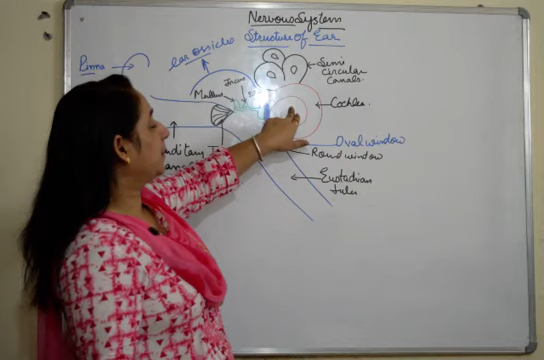 Nervous System
Structure of Ear
Pinna
ear ossicle
Semi
Circular
Canals.
Incus
Malleus
Cochlea.
Oval window
Round window
Eustachian
tube